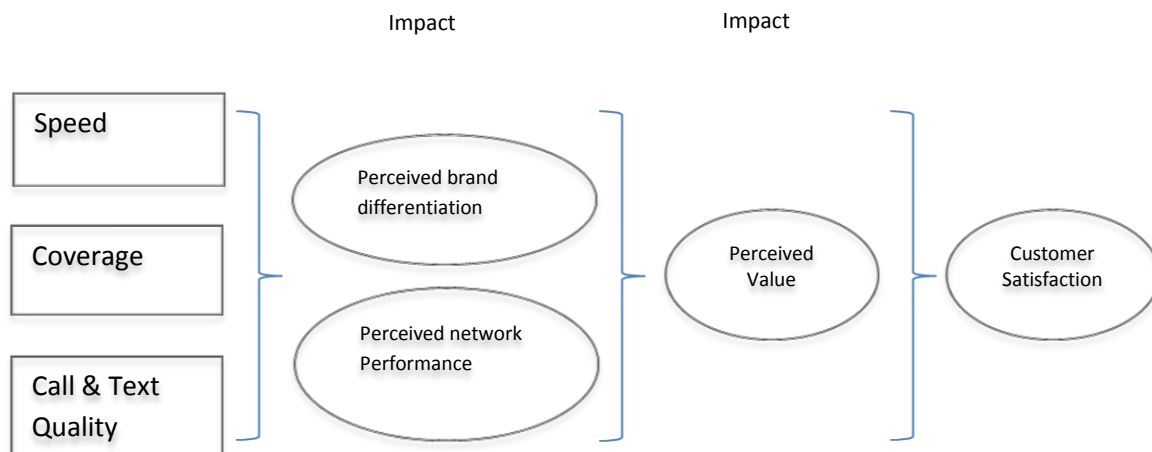 Impact
Impact
Speed
Coverage
Call & Text
Quality
Perceived brand
differentiation
Perceived network
Performance
Perceived
Value
Customer
Satisfaction